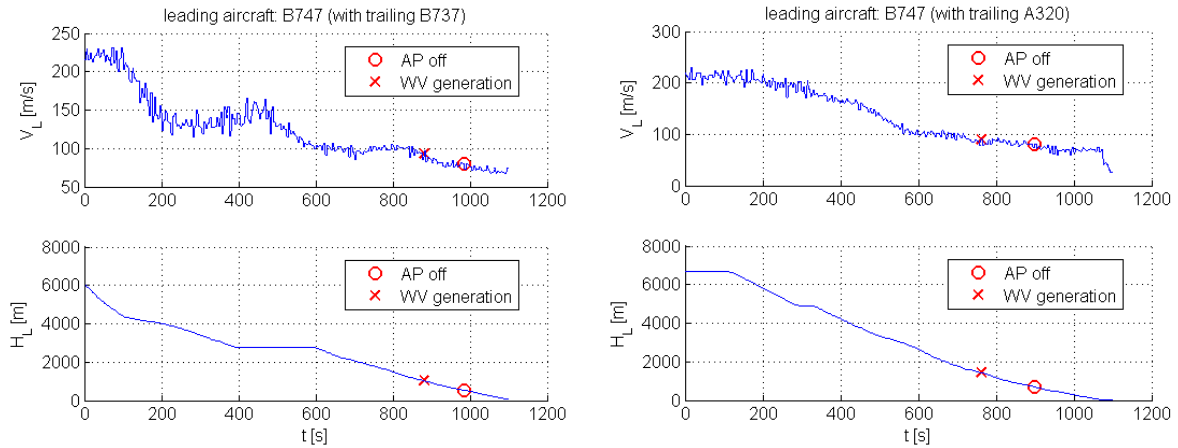 leading aircraft: B747 (with trailing B737)
250
200
150
100
50
V_L [m/s]
AP off
WV generation
0 200 400 600 800 1000 1200
leading aircraft: B747 (with trailing A320)
300
200
100
0
V_L [m/s]
AP off
WV generation
0 200 400 600 800 1000 1200
8000
6000
4000
2000
0
H_L [m]
AP off
WV generation
0 200 400 600 800 1000 1200
t [s]
8000
6000
4000
2000
0
H_L [m]
AP off
WV generation
0 200 400 600 800 1000 1200
t [s]